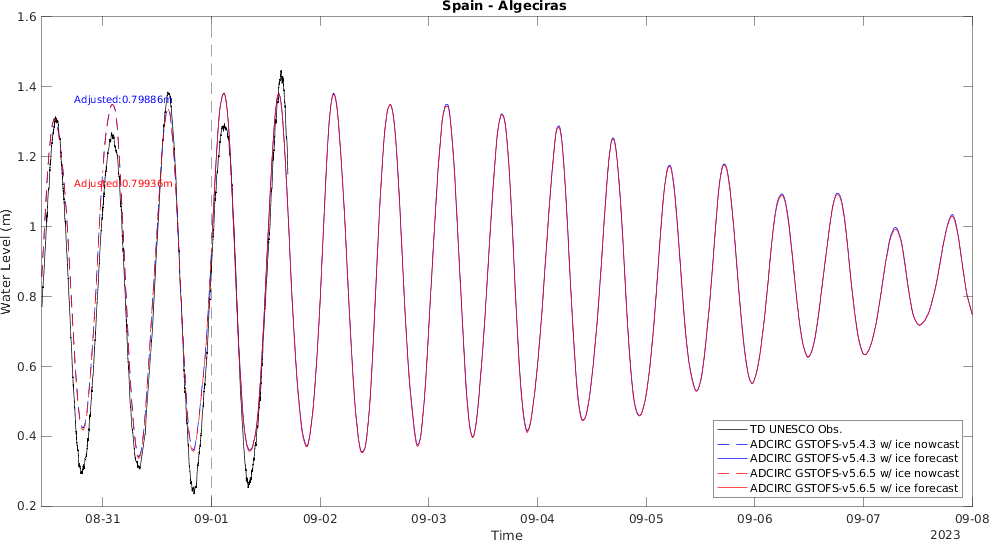 Spain - Algeciras
1.6
1.4
1.2
1
0.8
0.6
0.4
0.2
Water Level (m)
Adjusted:0.79886m
Adjusted:0.79936m
TD UNESCO Obs.
ADCIRC GSTOFS-v5.4.3 w/ ice nowcast
ADCIRC GSTOFS-v5.4.3 w/ ice forecast
ADCIRC GSTOFS-v5.6.5 w/ ice nowcast
ADCIRC GSTOFS-v5.6.5 w/ ice forecast
08-31 09-01 09-02 09-03 09-04 09-05 09-06 09-07 09-08
Time
2023